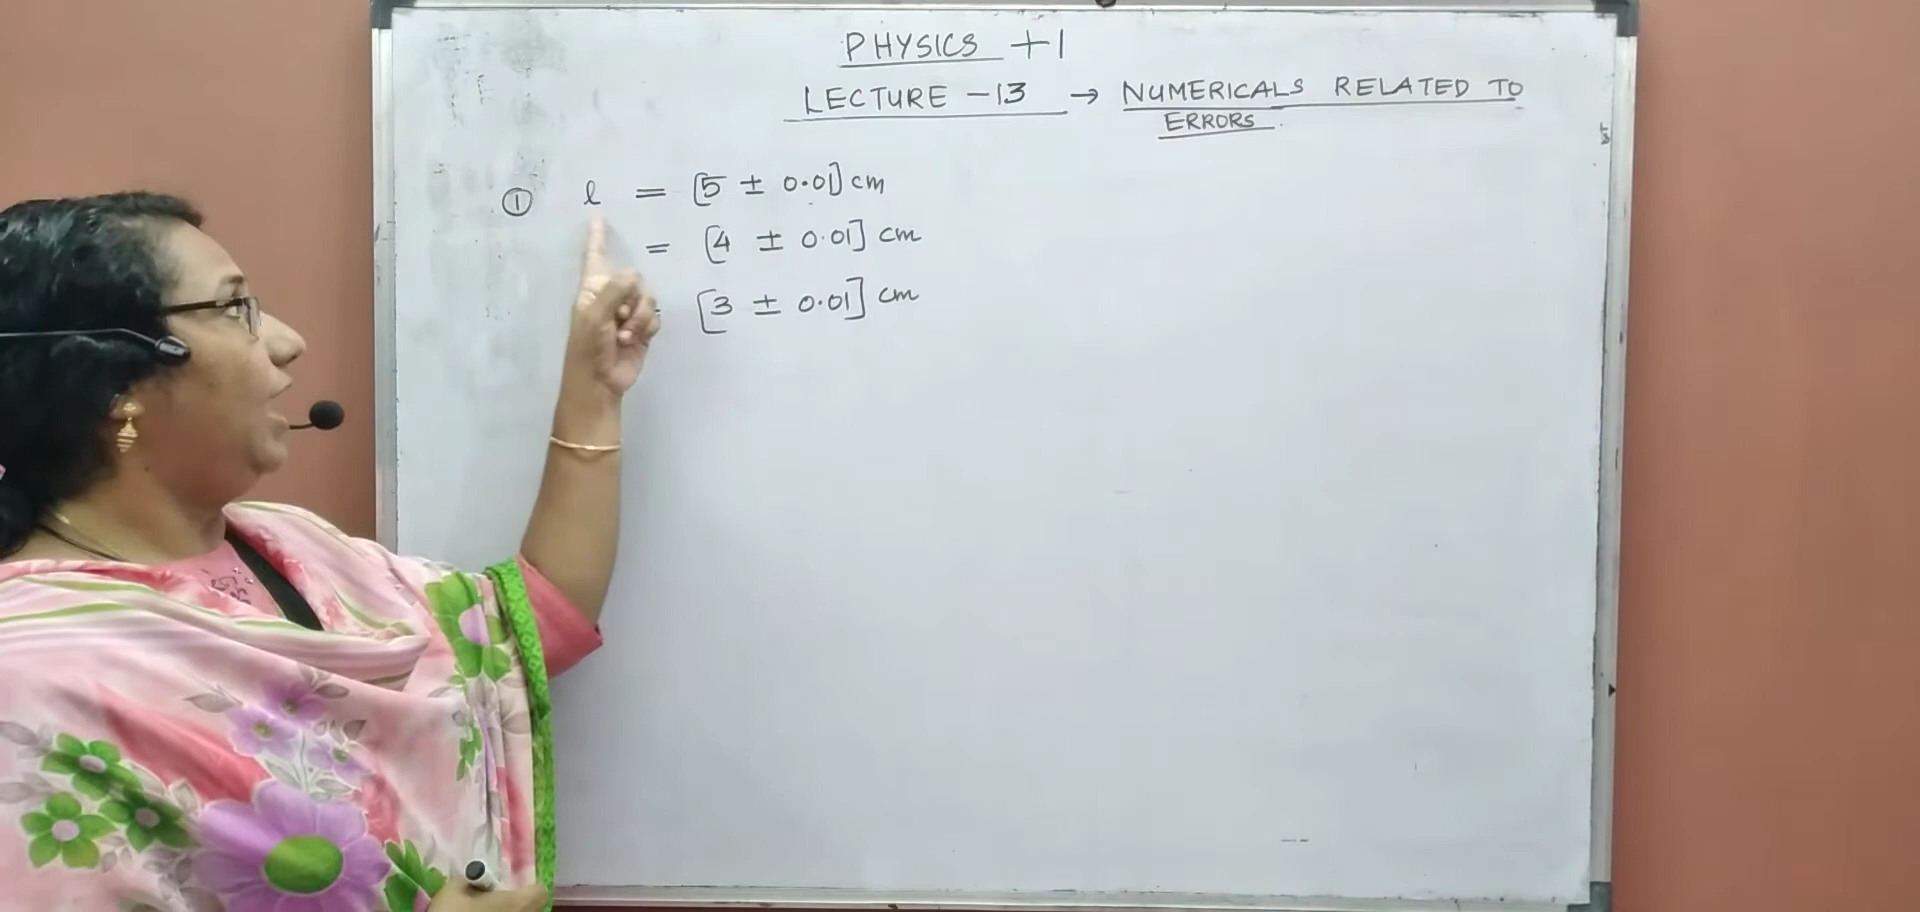 PHYSICS +1
LECTURE -13 → NUMERICALS RELATED TO
ERRORS.
① l = [5 ± 0.01] cm
= [4 ± 0.01] cm
= [3 ± 0.01] cm